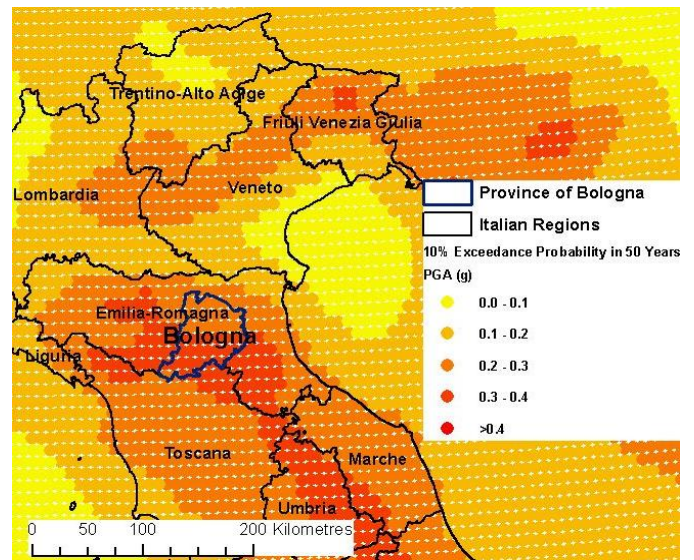 Trentino-Alto Adige
Friuli Venezia Giulia
Lombardia
Veneto
Province of Bologna
Italian Regions
10% Exceedance Probability in 50 Years
PGA (g)
0.0 - 0.1
0.1 - 0.2
0.2 - 0.3
0.3 - 0.4
>0.4
Emilia-Romagna
Bologna
Liguria
Toscana
Marche
Umbria
0 50 100 200 Kilometres